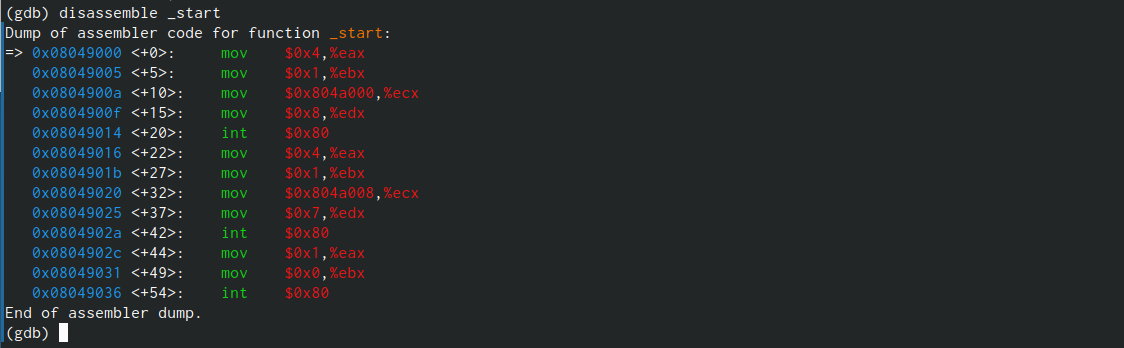 (gdb) disassemble _start
Dump of assembler code for function _start:
=> 0x08049000 <+0>:     mov    $0x4,%eax
   0x08049005 <+5>:     mov    $0x1,%ebx
   0x0804900a <+10>:    mov    $0x804a000,%ecx
   0x0804900f <+15>:    mov    $0x8,%edx
   0x08049014 <+20>:    int    $0x80
   0x08049016 <+22>:    mov    $0x4,%eax
   0x0804901b <+27>:    mov    $0x1,%ebx
   0x08049020 <+32>:    mov    $0x804a008,%ecx
   0x08049025 <+37>:    mov    $0x7,%edx
   0x0804902a <+42>:    int    $0x80
   0x0804902c <+44>:    mov    $0x1,%eax
   0x08049031 <+49>:    mov    $0x0,%ebx
   0x08049036 <+54>:    int    $0x80
End of assembler dump.
(gdb)